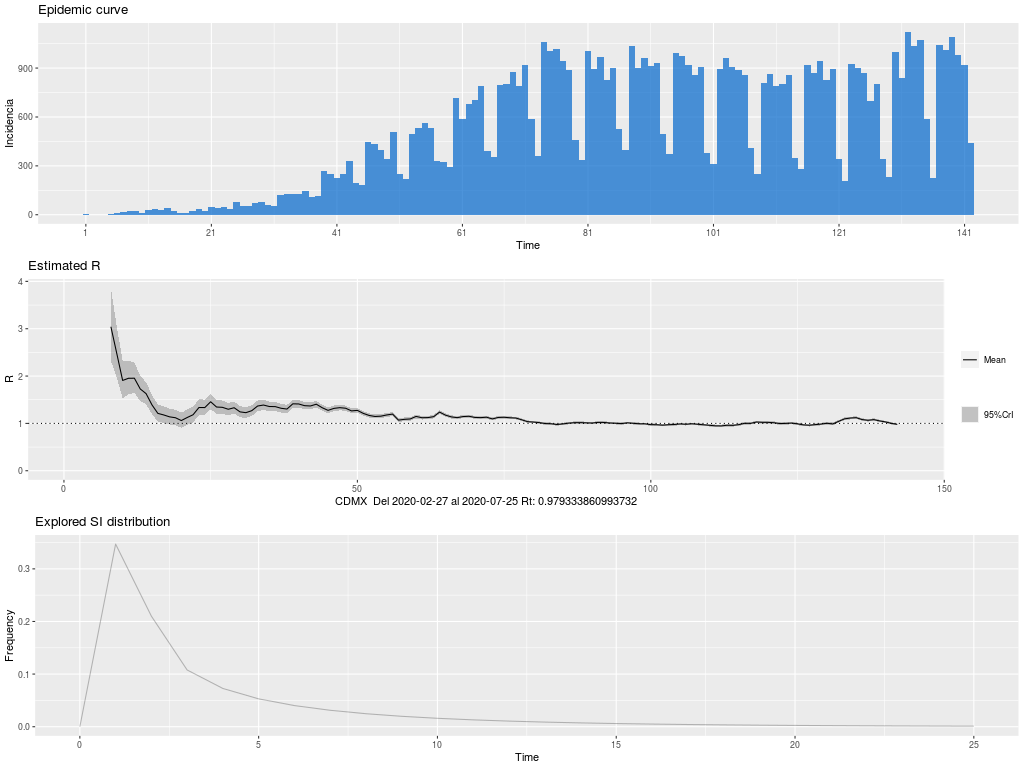 Epidemic curve
Incidencia
900
600
300
0
1 21 41 61 81 101 121 141
Time
Estimated R
R
4
3
2
1
0
0 50 100 150
CDMX Del 2020-02-27 al 2020-07-25 Rt: 0.979333860993732
Mean
95%CrI
Explored SI distribution
Frequency
0.3
0.2
0.1
0.0
0 5 10 15 20 25
Time